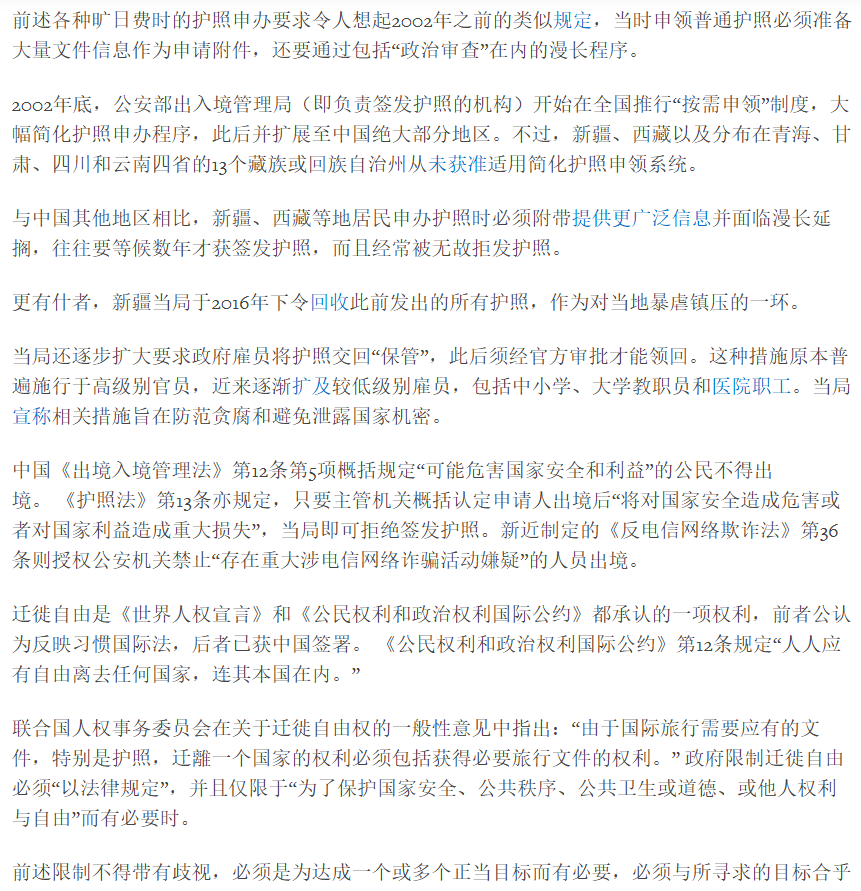 前述各种旷日费时的护照申办要求令人想起2002年之前的类似规定，当时申领普通护照必须准备
大量文件信息作为申请附件，还要通过包括“政治审查”在内的漫长程序。
2002年底，公安部出入境管理局（即负责签发护照的机构）开始在全国推行“按需申领”制度，大
幅简化护照申办程序，此后并扩展至中国绝大部分地区。不过，新疆、西藏以及分布在青海、甘
肃、四川和云南四省的13个藏族或回族自治州从未获准适用简化护照申领系统。
与中国其他地区相比，新疆、西藏等地居民申办护照时必须附带提供更广泛信息并面临漫长延
搁，往往要等候数年才获签发护照，而且经常被无故拒发护照。
更有什者，新疆当局于2016年下令回收此前发出的所有护照，作为对当地暴虐镇压的一环。
当局还逐步扩大要求政府雇员将护照交回“保管”，此后须经官方审批才能领回。这种措施原本普
遍施行于高级别官员，近来逐渐扩及较低级别雇员，包括中小学、大学教职员和医院职工。当局
宣称相关措施旨在防范贪腐和避免泄露国家机密。
中国《出境入境管理法》第12条第5项概括规定“可能危害国家安全和利益”的公民不得出
境。 《护照法》第13条亦规定，只要主管机关概括认定申请人出境后“将对国家安全造成危害或
者对国家利益造成重大损失”，当局即可拒绝签发护照。新近制定的《反电信网络欺诈法》第36
条则授权公安机关禁止“存在重大涉电信网络诈骗活动嫌疑”的人员出境。
迁徙自由是《世界人权宣言》和《公民权利和政治权利国际公约》都承认的一项权利，前者公认
为反映习惯国际法，后者已获中国签署。 《公民权利和政治权利国际公约》第12条规定“人人应
有自由离去任何国家，连其本国在内。”
联合国人权事务委员会在关于迁徙自由权的一般性意见中指出：“由于国际旅行需要应有的文
件，特别是护照，迁離一个国家的权利必须包括获得必要旅行文件的权利。” 政府限制迁徙自由
必须“以法律规定”，并且仅限于“为了保护国家安全、公共秩序、公共卫生或道德、或他人权利
与自由”而有必要时。
前述限制不得带有歧视，必须是为达成一个或多个正当目标而有必要，必须与所寻求的目标合乎